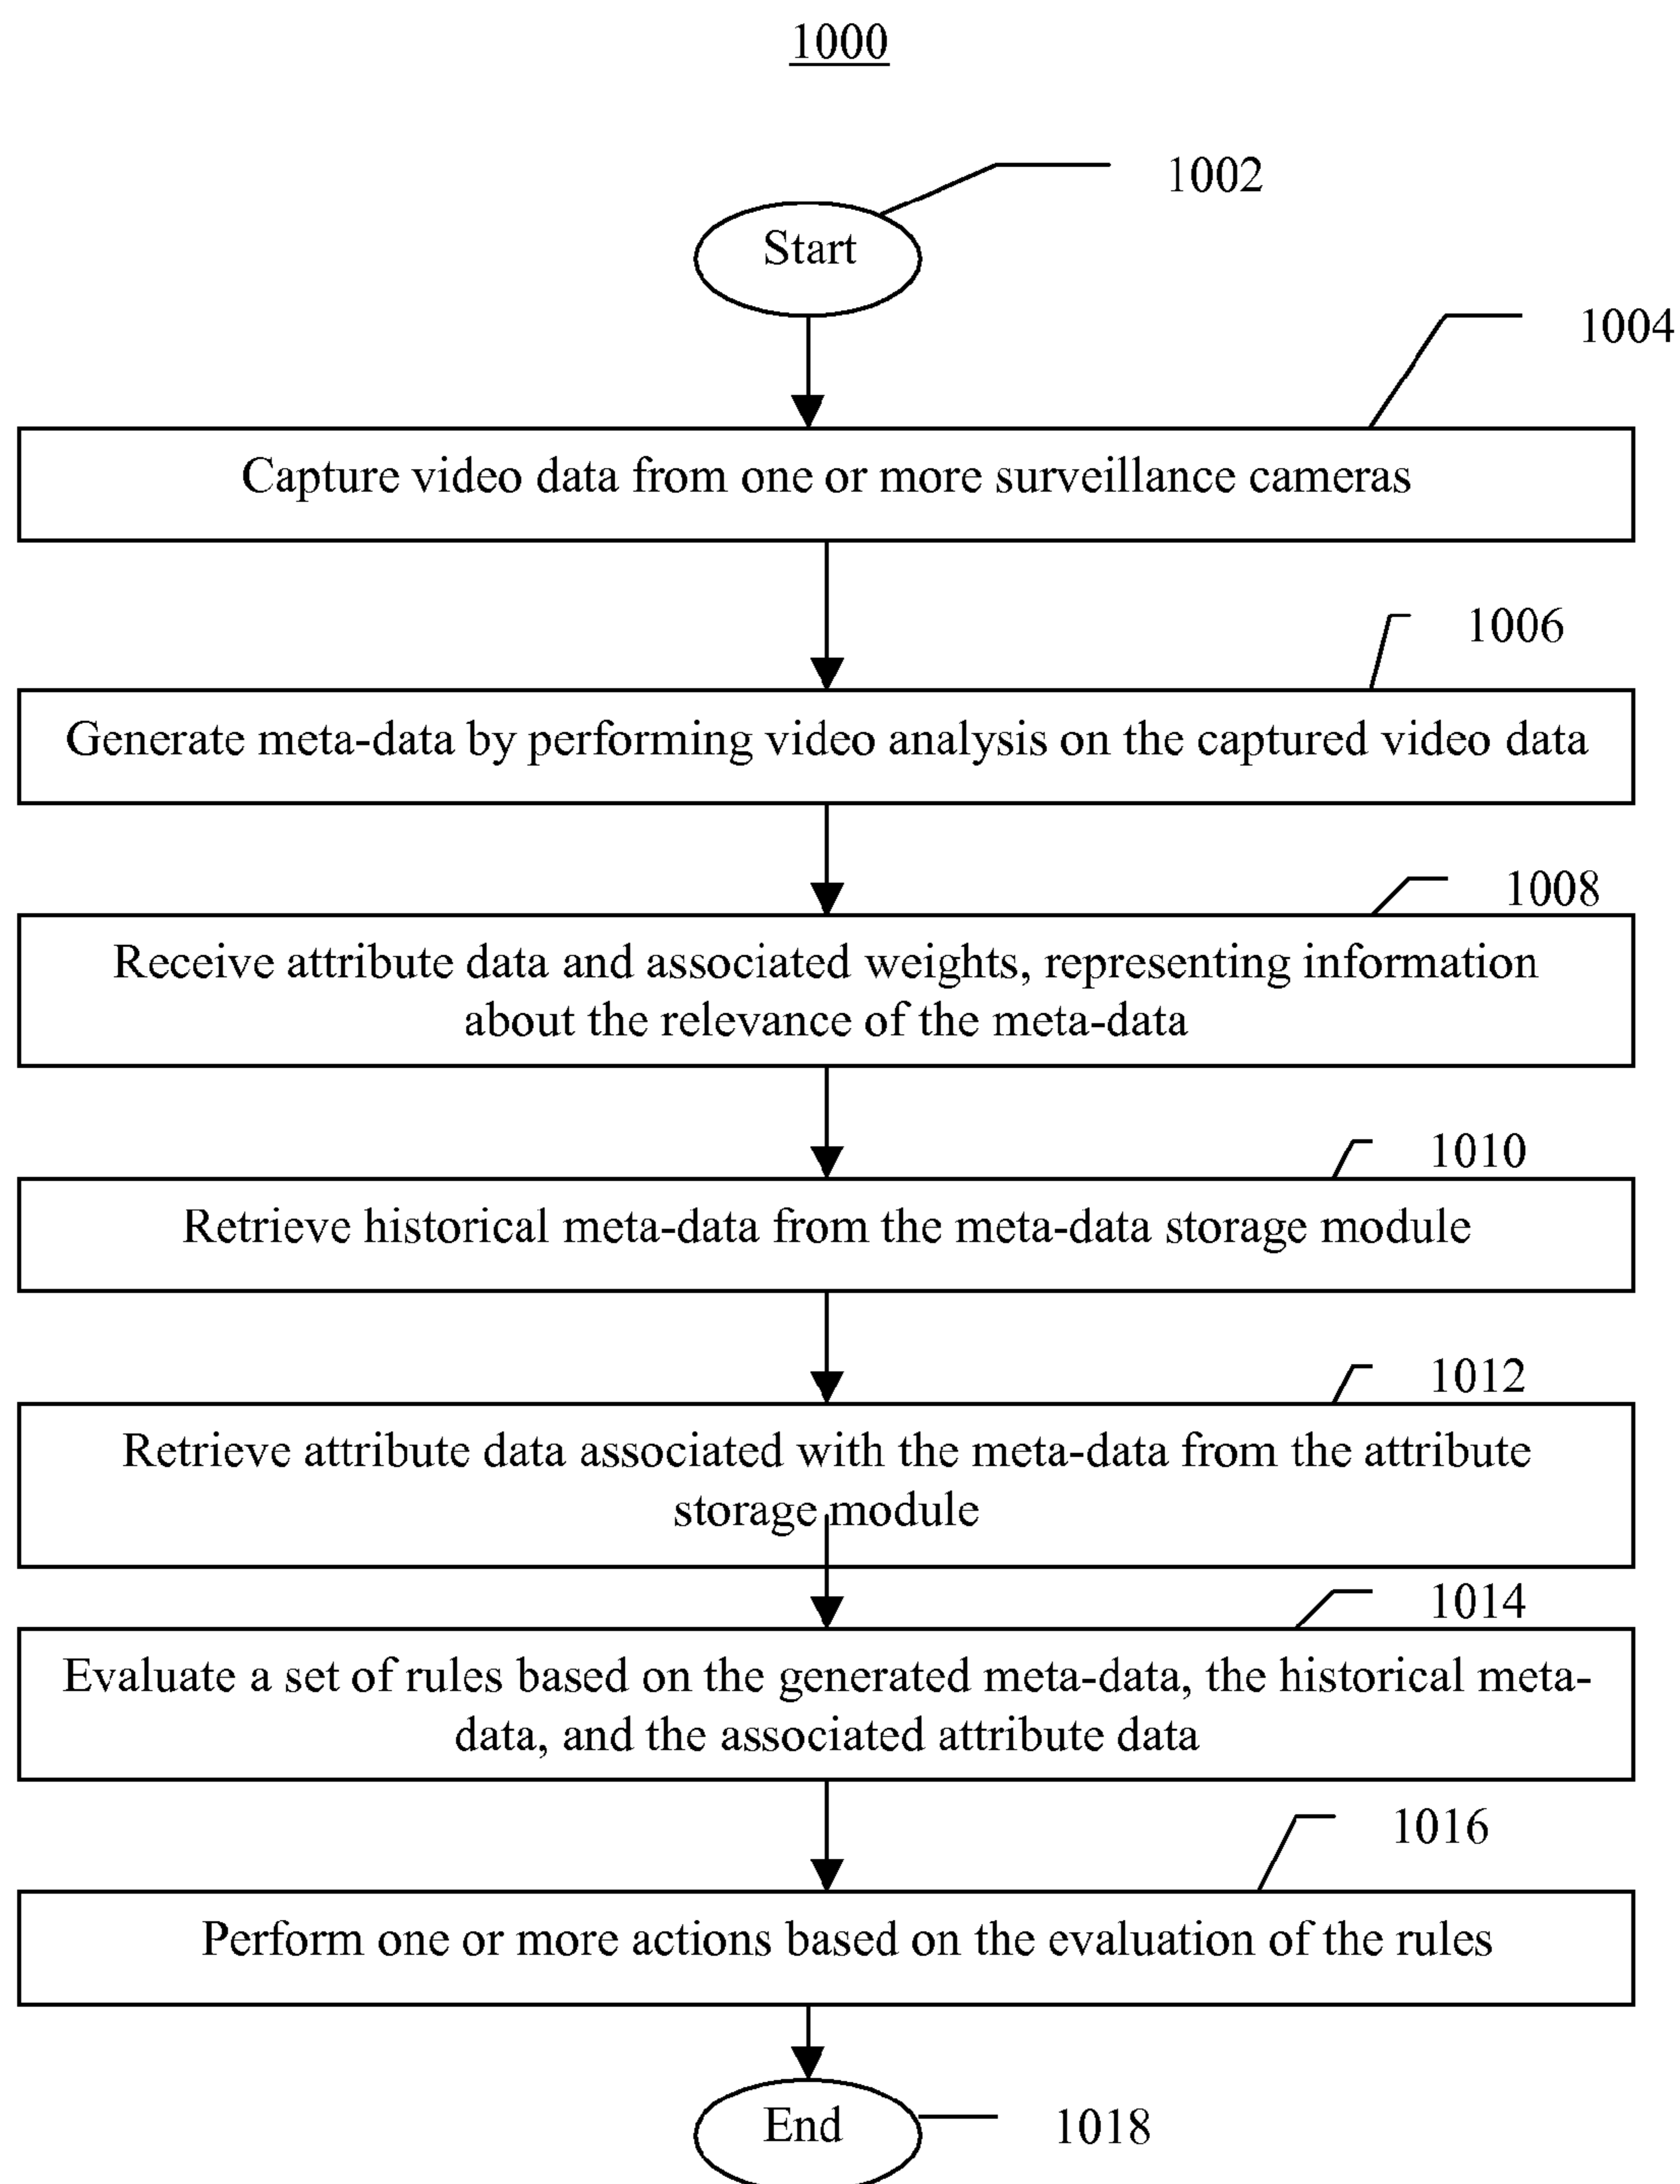 1000
1002
Start
1004
Capture video data from one or more surveillance cameras
1006
Generate meta-data by performing video analysis on the captured video data
1008
Receive attribute data and associated weights, representing information
about the relevance of the meta-data
1010
Retrieve historical meta-data from the meta-data storage module
1012
Retrieve attribute data associated with the meta-data from the attribute
storage module
1014
Evaluate a set of rules based on the generated meta-data, the historical meta-
data, and the associated attribute data
1016
Perform one or more actions based on the evaluation of the rules
End
1018